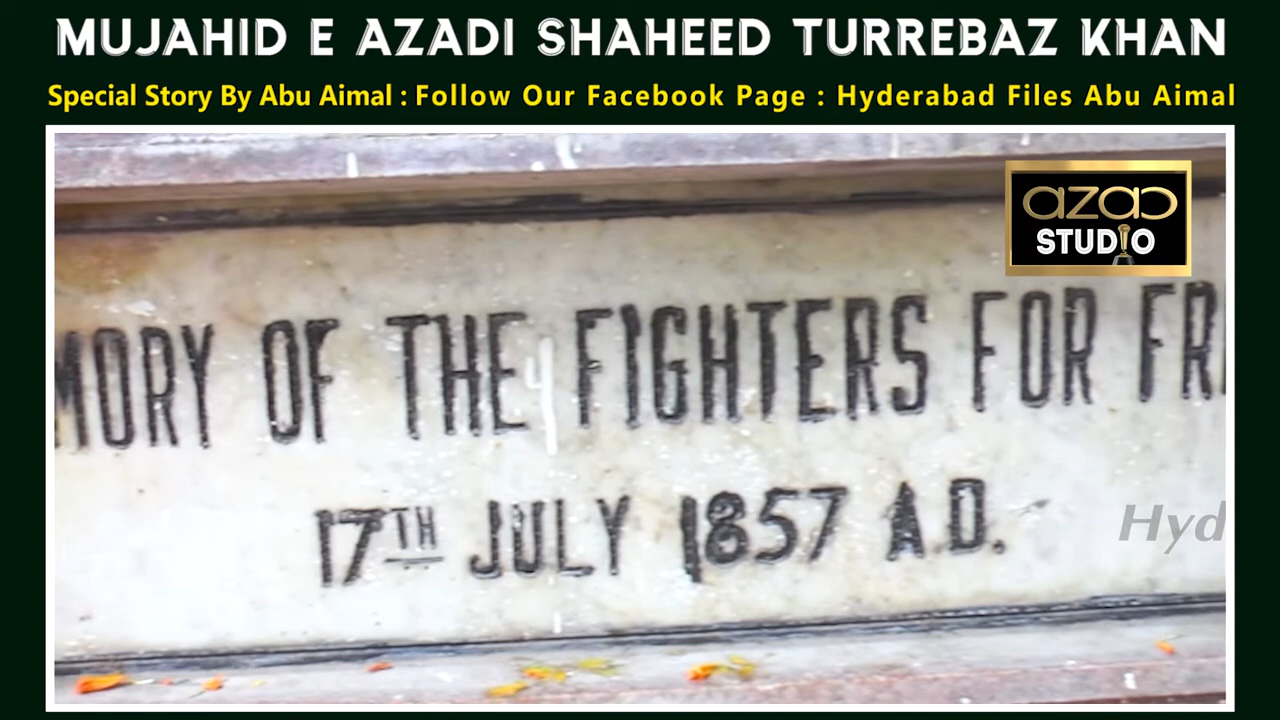 MUJAHID E AZADI SHAHEED TURREBAZ KHAN
Special Story By Abu Aimal : Follow Our Facebook Page : Hyderabad Files Abu Aimal
azad
STUDIO
MORY OF THE FIGHTERS FOR FR
17TH JULY 1857 A.D.
Hyd